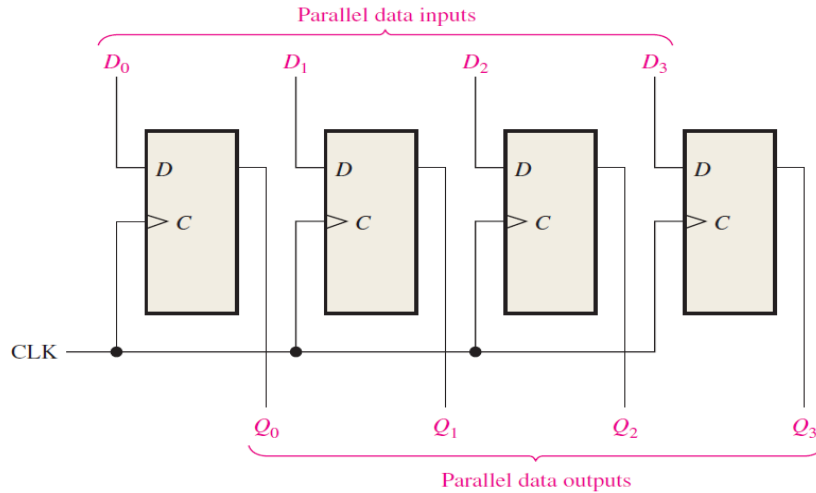 Parallel data inputs
D₀ D₁ D₂ D₃
D D D D
C C C C
CLK
Q₀ Q₁ Q₂ Q₃
Parallel data outputs